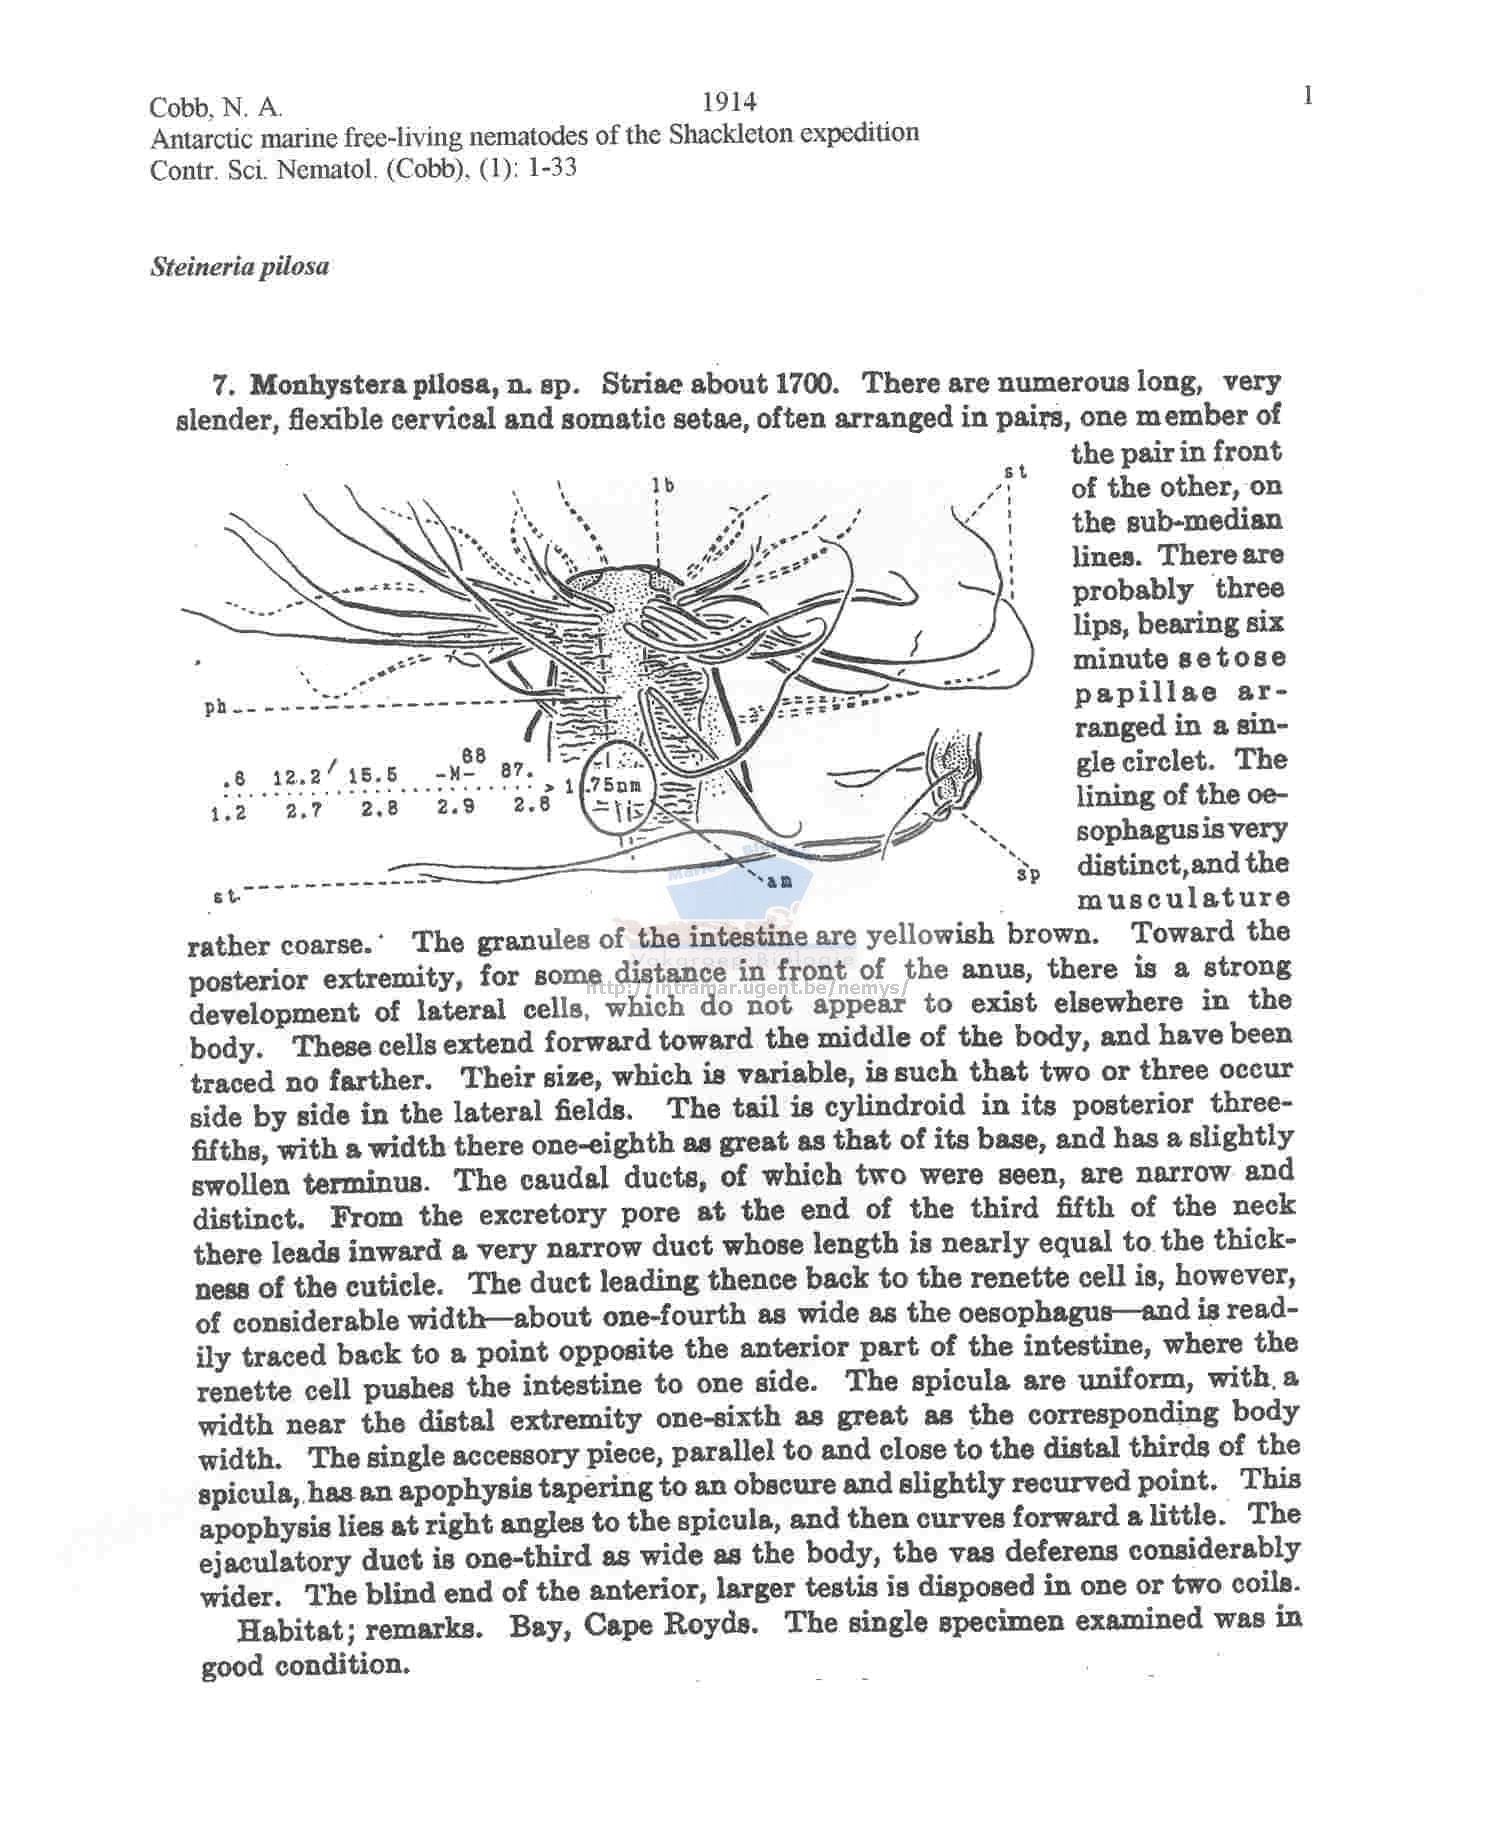 Cobb, N. A.
1914
1
Antarctic marine free-living nematodes of the Shackleton expedition
Contr. Sci. Nematol. (Cobb), (1): 1-33
Steineria pilosa
7. Monhystera pilosa, n. sp. Striae about 1700. There are numerous long, very
slender, flexible cervical and somatic setae, often arranged in pairs, one member of
the pair in front
of the other, on
the sub-median
lines. There are
probably three
lips, bearing six
minute setose
papillae ar-
ranged in a sin-
gle circlet. The
lining of the oe-
sophagus is very
distinct, and the
musculature
lb
st
ph
.6 12.2 15.5 -M- 68 87.
1.2 2.7 2.8 2.9 2.8
> 1.75
st
am
sp
rather coarse. The granules of the intestine are yellowish brown. Toward the
posterior extremity, for some distance in front of the anus, there is a strong
development of lateral cells, which do not appear to exist elsewhere in the
body. These cells extend forward toward the middle of the body, and have been
traced no farther. Their size, which is variable, is such that two or three occur
side by side in the lateral fields. The tail is cylindroid in its posterior three-
fifths, with a width there one-eighth as great as that of its base, and has a slightly
swollen terminus. The caudal ducts, of which two were seen, are narrow and
distinct. From the excretory pore at the end of the third fifth of the neck
there leads inward a very narrow duct whose length is nearly equal to the thick-
ness of the cuticle. The duct leading thence back to the renette cell is, however,
of considerable width—about one-fourth as wide as the oesophagus—and is read-
ily traced back to a point opposite the anterior part of the intestine, where the
renette cell pushes the intestine to one side. The spicula are uniform, with a
width near the distal extremity one-sixth as great as the corresponding body
width. The single accessory piece, parallel to and close to the distal thirds of the
spicula, has an apophysis tapering to an obscure and slightly recurved point. This
apophysis lies at right angles to the spicula, and then curves forward a little. The
ejaculatory duct is one-third as wide as the body, the vas deferens considerably
wider. The blind end of the anterior, larger testis is disposed in one or two coils.
Habitat; remarks. Bay, Cape Royds. The single specimen examined was in
good condition.
Vakgroep Biologie
http://intramar.ugent.be/nemys/